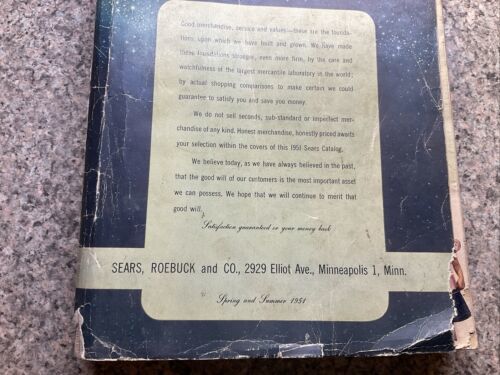 Good merchandise, service and values—these are the founda-
tions upon which we have built and grown. We have made
these foundations stronger, even more firm, by the care and
watchfulness of the largest mercantile laboratory in the world;
by actual shopping comparisons to make certain we could
guarantee to satisfy you and save you money.
We do not sell seconds, sub-standard or imperfect mer-
chandise of any kind. Honest merchandise, honestly priced awaits
your selection within the covers of this 1951 Sears Catalog.
We believe today, as we have always believed in the past,
that the good will of our customers is the most important asset
we can possess. We hope that we will continue to merit that
good will.
Satisfaction guaranteed or your money back
SEARS, ROEBUCK and CO., 2929 Elliot Ave., Minneapolis 1, Minn.
Spring and Summer 1951